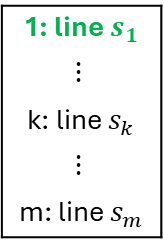 1: line s₁
⋮
k: line sₖ
⋮
m: line sₘ